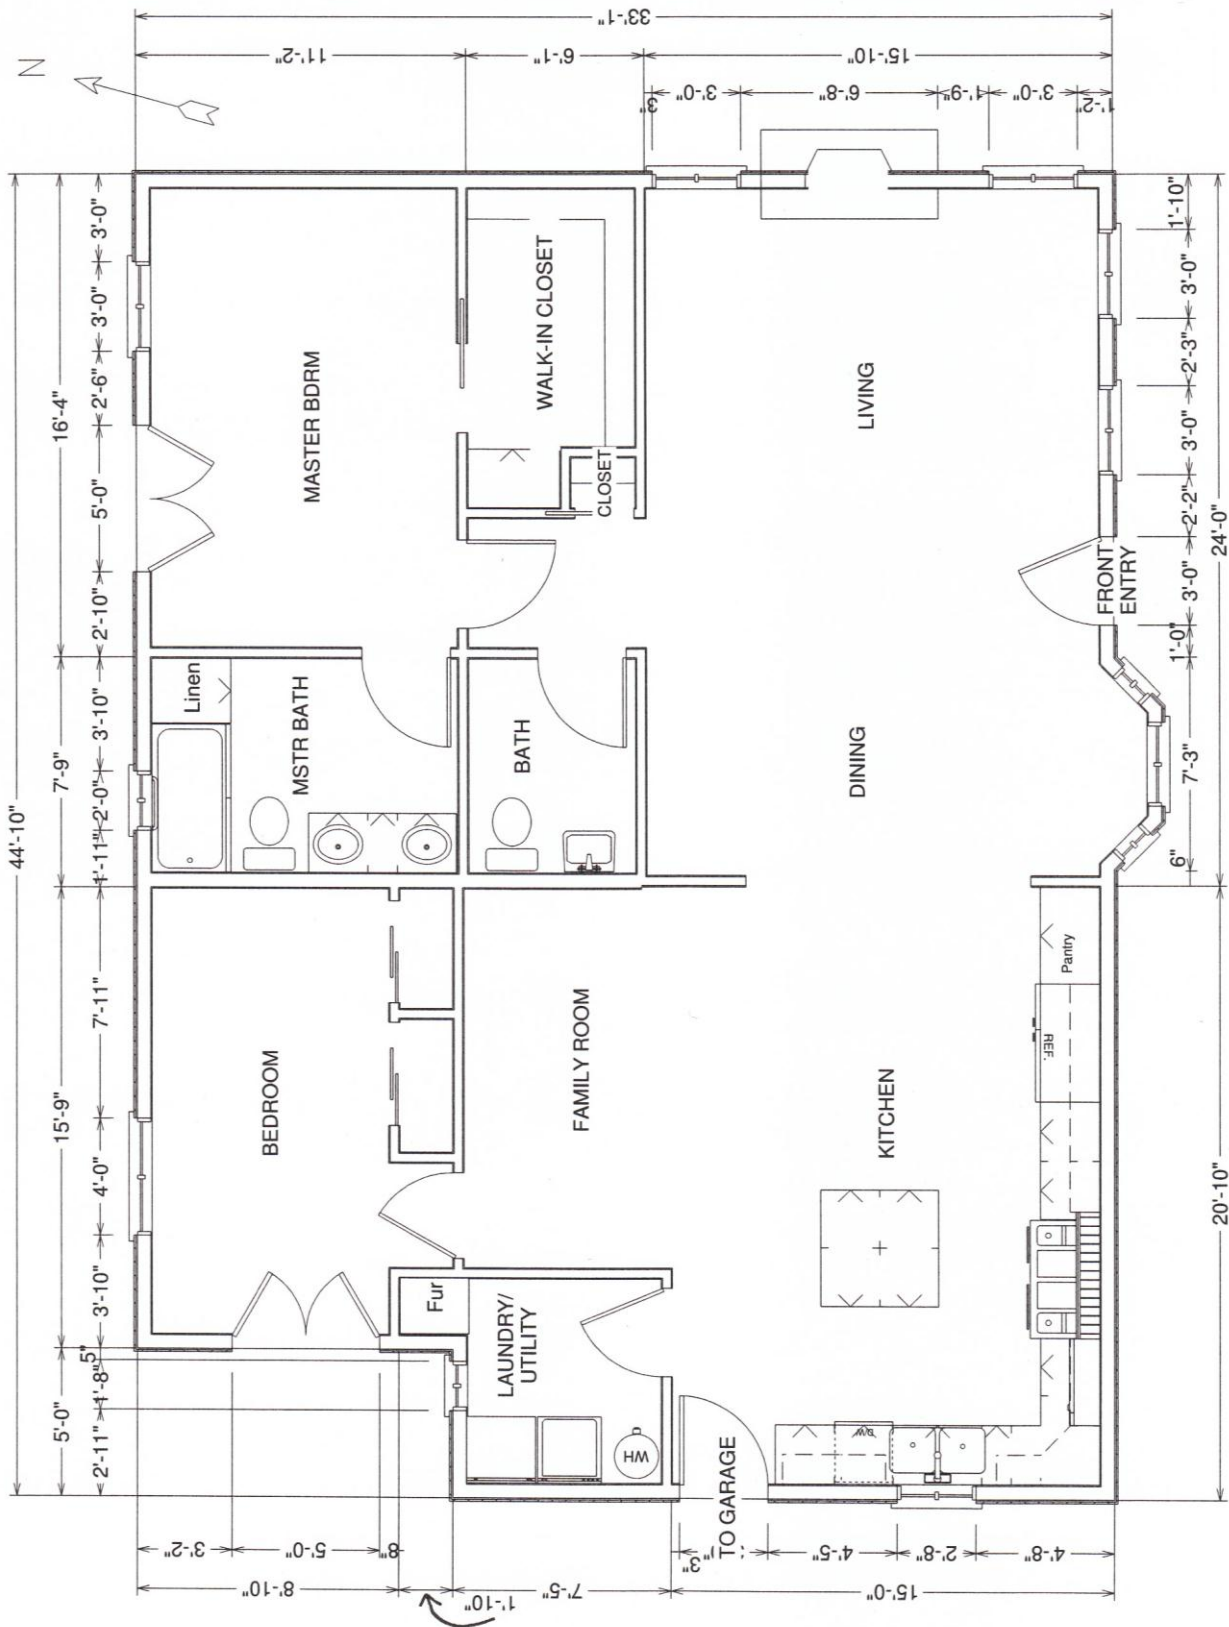 44'-10"
16'-4"
7'-9"
15'-9"
5'-0"
3'-0"
3'-0"
2'-6"
5'-0"
2'-10"
3'-10"
2'-0"
1'-11"
7'-11"
4'-0"
3'-10"
5"
1'-8"
2'-11"
N
33'-1"
11'-2"
6'-1"
15'-10"
3"
3'-0"
6'-8"
1'-9"
3'-0"
1'-2"
MASTER BDRM
WALK-IN CLOSET
CLOSET
LIVING
Linen
MSTR BATH
BATH
DINING
FRONT
ENTRY
BEDROOM
FAMILY ROOM
KITCHEN
Pantry
REF.
Fur
LAUNDRY/
UTILITY
WH
D/W
TO GARAGE
1'-10"
3'-0"
2'-3"
3'-0"
2'-2"
3'-0"
1'-0"
7'-3"
6"
24'-0"
20'-10"
3'-2"
5'-0"
8"
3"
4'-5"
2'-8"
4'-8"
8'-10"
1'-10"
7'-5"
15'-0"